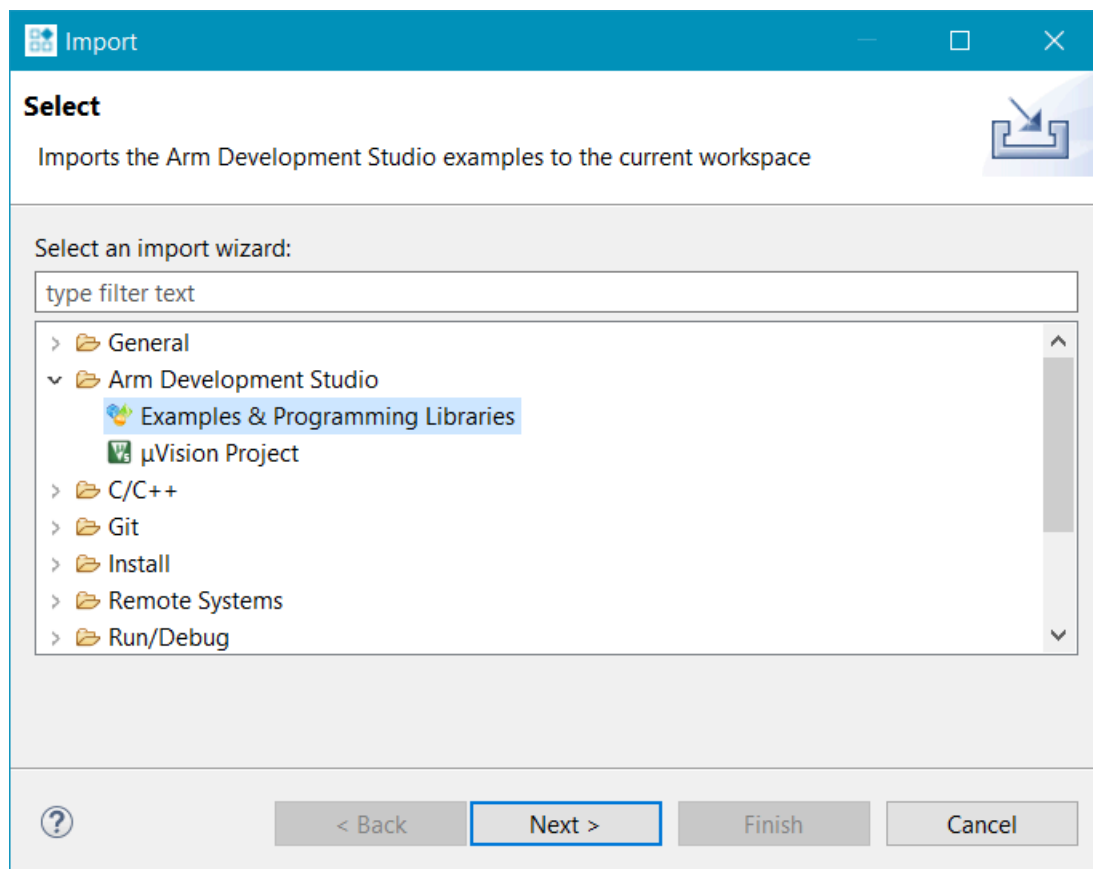 Import
Select
Imports the Arm Development Studio examples to the current workspace
Select an import wizard:
type filter text
General
Arm Development Studio
Examples & Programming Libraries
µVision Project
C/C++
Git
Install
Remote Systems
Run/Debug
? < Back Next > Finish Cancel